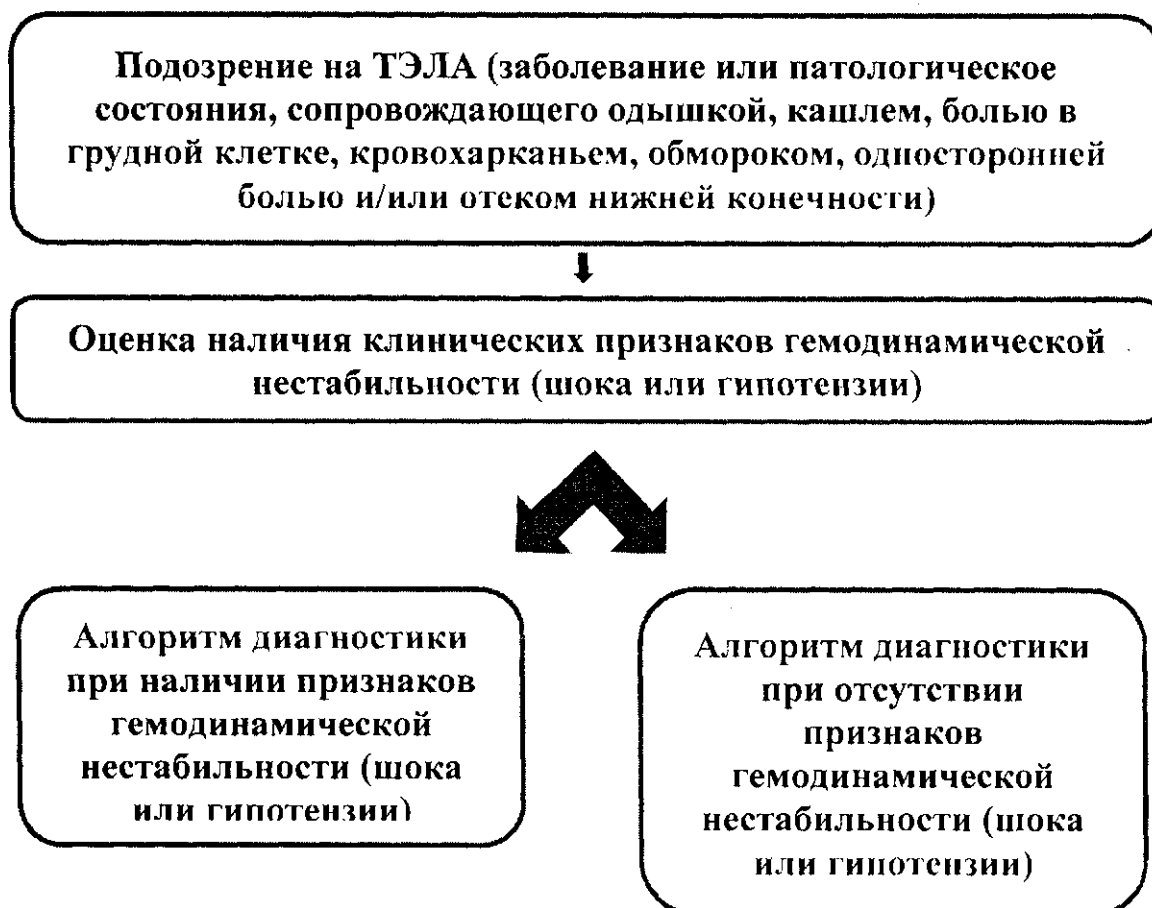 Подозрение на ТЭЛА (заболевание или патологическое
состояния, сопровождающего одышкой, кашлем, болью в
грудной клетке, кровохарканьем, обмороком, односторонней
болью и/или отеком нижней конечности)
Оценка наличия клинических признаков гемодинамической
нестабильности (шока или гипотензии)
Алгоритм диагностики
при наличии признаков
гемодинамической
нестабильности (шока
или гипотензии)
Алгоритм диагностики
при отсутствии
признаков
гемодинамической
нестабильности (шока
или гипотензии)